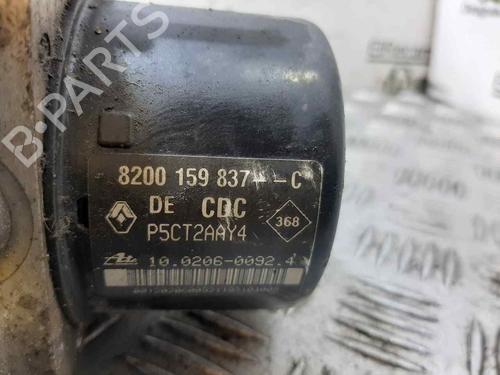 B-PARTS
8200 159 837--C
DE CDC
368
P5CT2AAY4
10.0206-0092.4